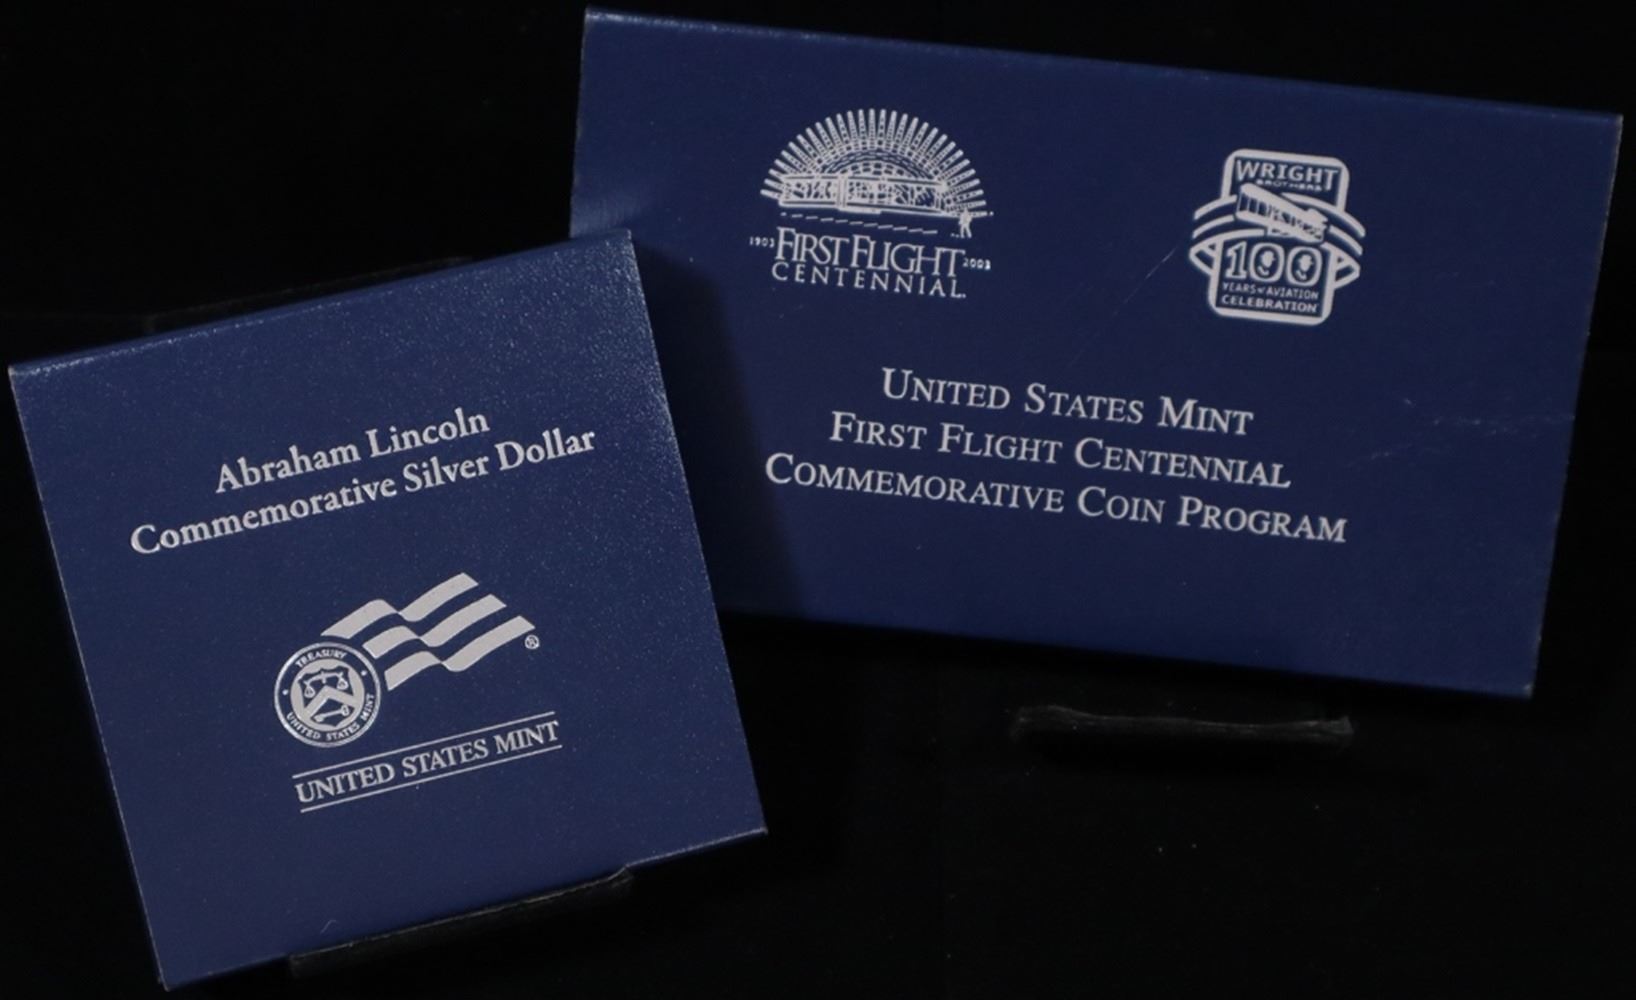 Abraham Lincoln
Commemorative Silver Dollar
TREASURY
UNITED STATES MINT
®
UNITED STATES MINT
1903 FIRST FLIGHT 2003
CENTENNIAL.
WRIGHT
BROTHERS
100
YEARS of AVIATION
CELEBRATION
UNITED STATES MINT
FIRST FLIGHT CENTENNIAL
COMMEMORATIVE COIN PROGRAM